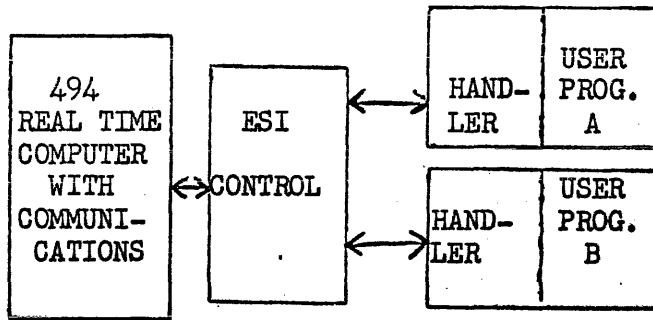 494
REAL TIME
COMPUTER
WITH
COMMUNI-
CATIONS
ESI
CONTROL
HAND-
LER
USER
PROG.
A
HAND-
LER
USER
PROG.
B